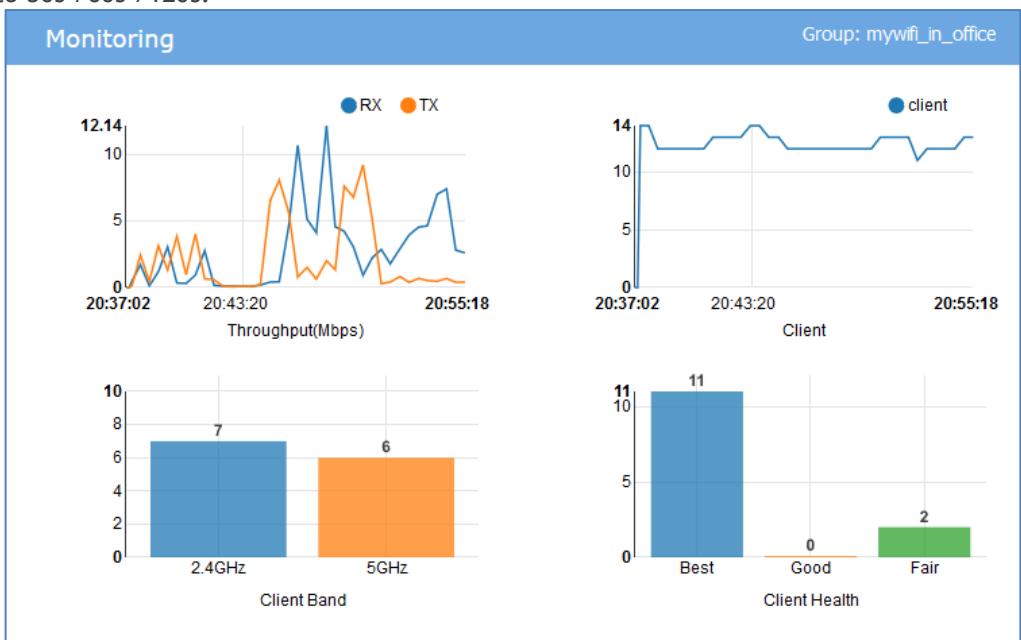 Monitoring
Group: mywifi_in_office
RX TX
12.14
10
5
0
20:37:02 20:43:20 20:55:18
Throughput(Mbps)
client
14
10
5
0
20:37:02 20:43:20 20:55:18
Client
10
8
6
4
2
0
7
6
2.4GHz 5GHz
Client Band
11
10
5
0
11
0
2
Best Good Fair
Client Health